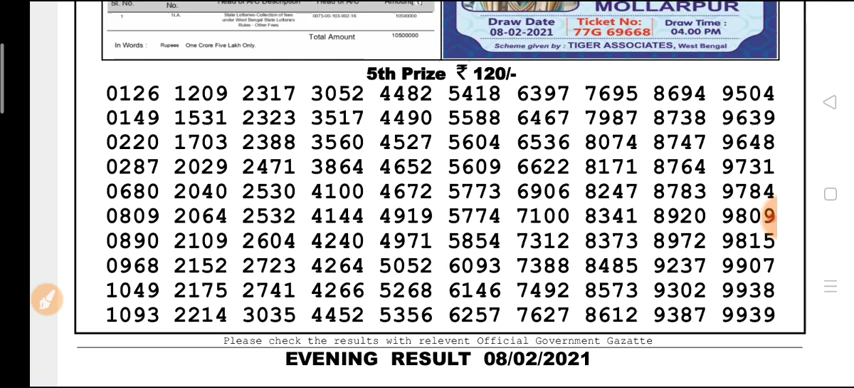 Sl. No. No. Head of A/C Description Head of A/C Amount(₹)
1 N.A. State Lotteries-Collection of fees under West Bengal State Lotteries Rules - Other Fees 0075-00-103-002-16 10500000
Total Amount 10500000
In Words : Rupees One Crore Five Lakh Only.
MOLLARPUR
Draw Date Ticket No: Draw Time :
08-02-2021 77G 69668 04.00 PM
Scheme given by : TIGER ASSOCIATES, West Bengal
5th Prize ₹ 120/-
0126 1209 2317 3052 4482 5418 6397 7695 8694 9504
0149 1531 2323 3517 4490 5588 6467 7987 8738 9639
0220 1703 2388 3560 4527 5604 6536 8074 8747 9648
0287 2029 2471 3864 4652 5609 6622 8171 8764 9731
0680 2040 2530 4100 4672 5773 6906 8247 8783 9784
0809 2064 2532 4144 4919 5774 7100 8341 8920 9809
0890 2109 2604 4240 4971 5854 7312 8373 8972 9815
0968 2152 2723 4264 5052 6093 7388 8485 9237 9907
1049 2175 2741 4266 5268 6146 7492 8573 9302 9938
1093 2214 3035 4452 5356 6257 7627 8612 9387 9939
Please check the results with relevent Official Government Gazatte
EVENING RESULT 08/02/2021